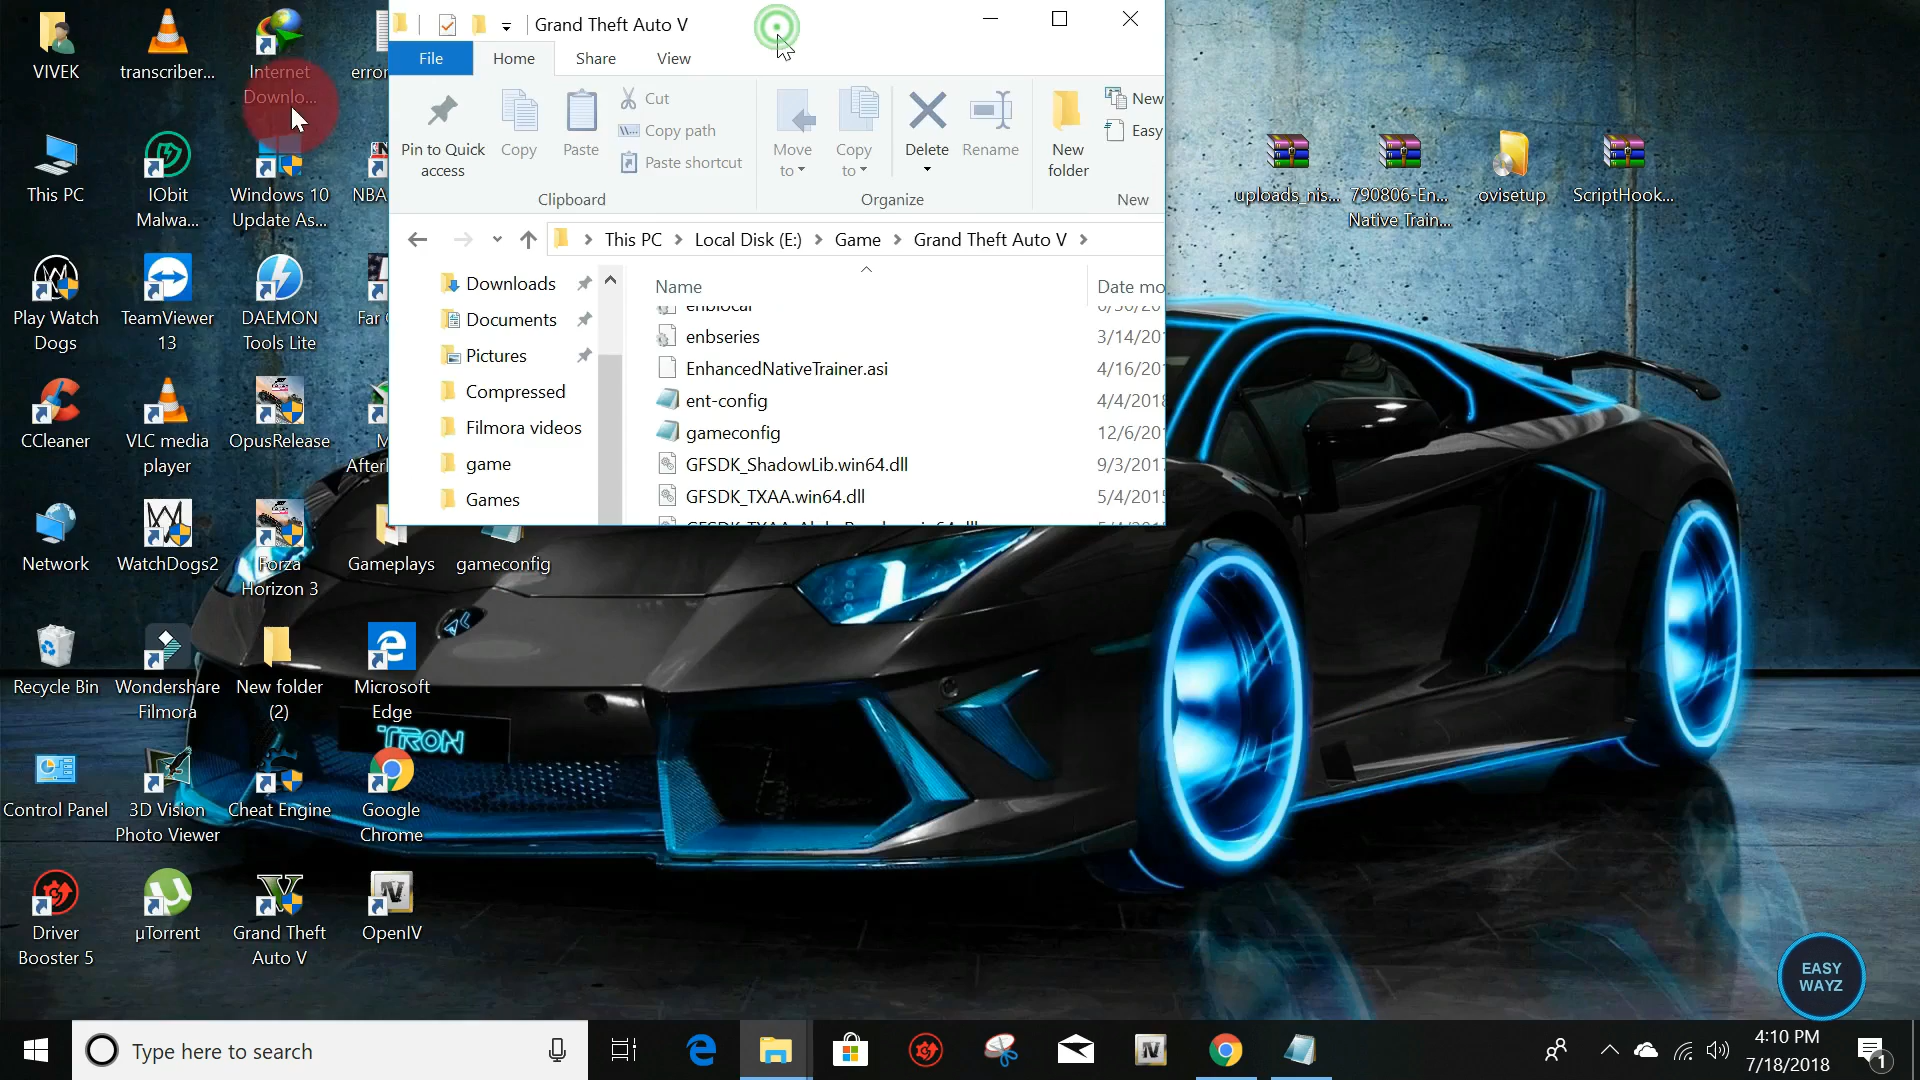 Grand Theft Auto V
File
Home
Share
View
Pin to Quick
access
Copy
Paste
Cut
Copy path
Paste shortcut
Clipboard
Move
to
Copy
to
Delete
Rename
Organize
New
folder
New
Easy
New
This PC
Local Disk (E:)
Game
Grand Theft Auto V
Downloads
Documents
Pictures
Compressed
Filmora videos
game
Games
Name
Date mo
enbseries
3/14/201
EnhancedNativeTrainer.asi
4/16/201
ent-config
4/4/2018
gameconfig
12/6/201
GFSDK_ShadowLib.win64.dll
9/3/2017
GFSDK_TXAA.win64.dll
5/4/2015
VIVEK
transcriber...
Internet
Downlo...
error
This PC
IObit
Malwa...
Windows 10
Update As...
NBA
Play Watch
Dogs
TeamViewer
13
DAEMON
Tools Lite
Far
CCleaner
VLC media
player
OpusRelease
M
Afterl
Network
WatchDogs2
Forza
Horizon 3
Gameplays
gameconfig
Recycle Bin
Wondershare
Filmora
New folder
(2)
Microsoft
Edge
TRON
Control Panel
3D Vision
Photo Viewer
Cheat Engine
Google
Chrome
Driver
Booster 5
µTorrent
Grand Theft
Auto V
OpenIV
uploads_nis...
790806-En...
Native Train...
ovisetup
ScriptHook...
EASY
WAYZ
Type here to search
4:10 PM
7/18/2018
1